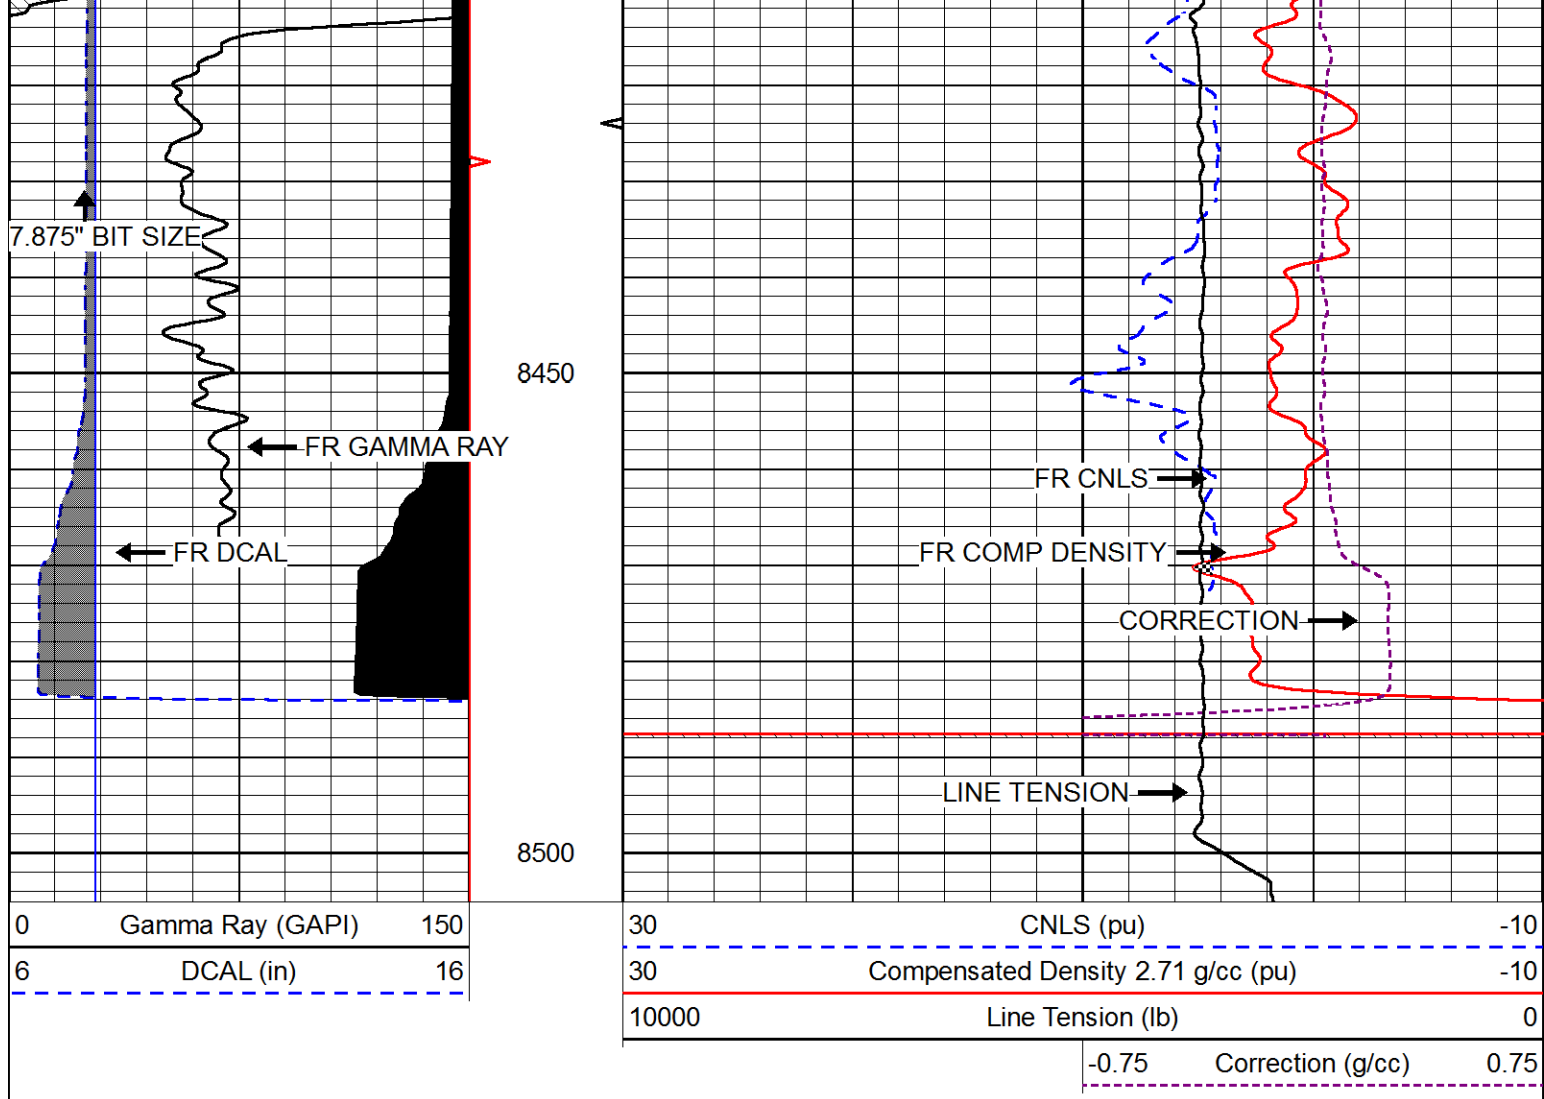 7.875" BIT SIZE
8450
FR GAMMA RAY
FR CNLS
FR DCAL
FR COMP DENSITY
CORRECTION
LINE TENSION
8500
0 Gamma Ray (GAPI) 150
30 CNLS (pu) -10
6 DCAL (in) 16
30 Compensated Density 2.71 g/cc (pu) -10
10000 Line Tension (lb) 0
-0.75 Correction (g/cc) 0.75